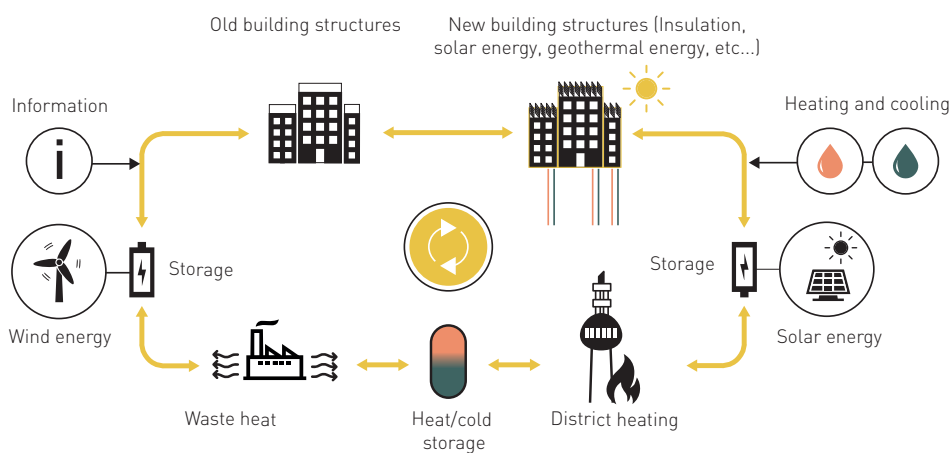 Old building structures
New building structures (Insulation,
solar energy, geothermal energy, etc...)
Information
i
Heating and cooling
Storage
Storage
Wind energy
Solar energy
Waste heat
Heat/cold
storage
District heating